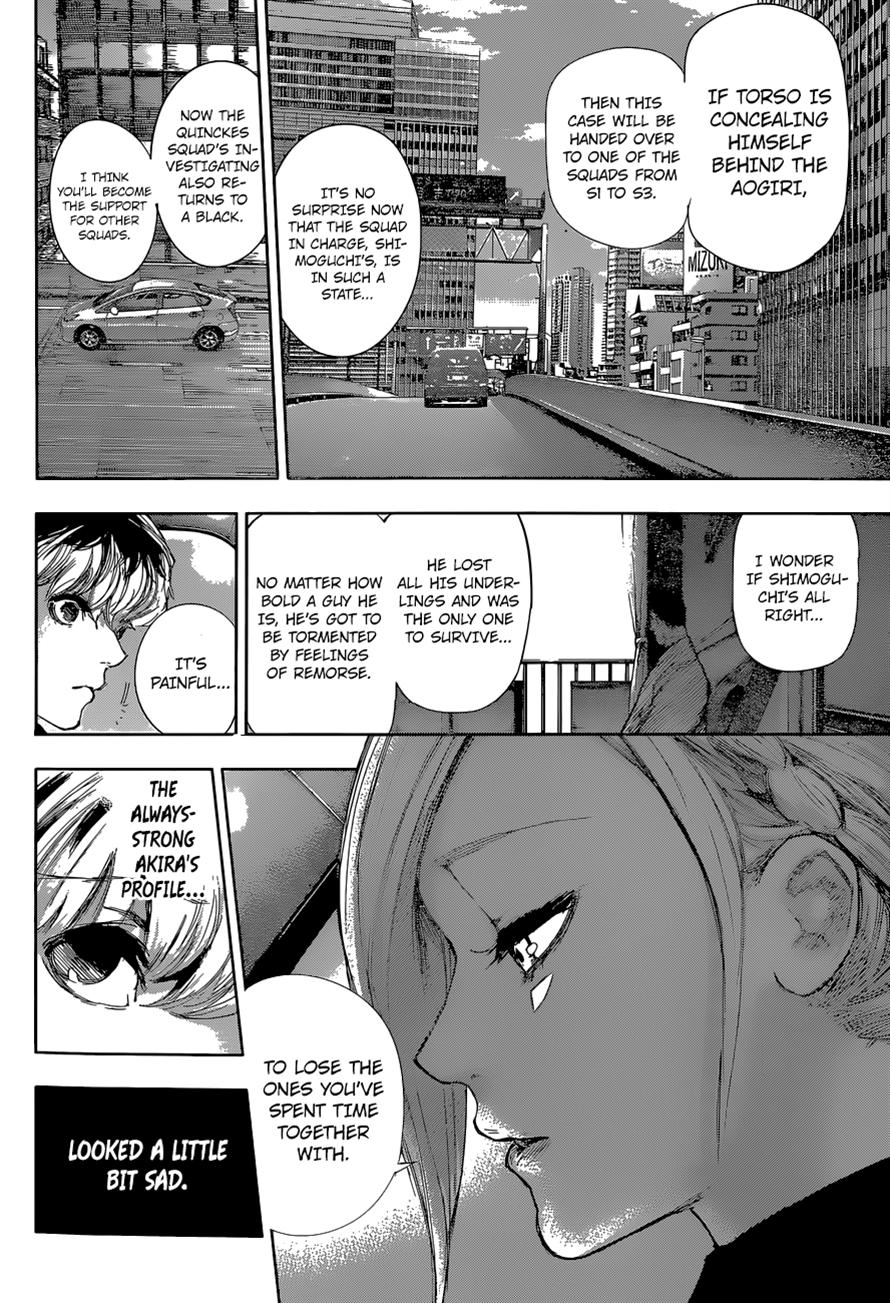 IF TORSO IS
CONCEALING
HIMSELF
BEHIND THE
AOGIRI,
THEN THIS
CASE WILL BE
HANDED OVER
TO ONE OF THE
SQUADS FROM
S1 TO S3.
MIZUK
IT'S NO
SURPRISE NOW
THAT THE SQUAD
IN CHARGE, SHI-
MOGUCHI'S, IS
IN SUCH A
STATE...
NOW THE
QUINCKES
SQUAD'S IN-
VESTIGATING
ALSO RE-
TURNS TO
A BLACK.
I THINK
YOU'LL BECOME
THE SUPPORT
FOR OTHER
SQUADS.
I WONDER
IF SHIMOGU-
CHI'S ALL
RIGHT...
HE LOST
ALL HIS UNDER-
LINGS AND WAS
THE ONLY ONE
TO SURVIVE...
NO MATTER HOW
BOLD A GUY HE
IS, HE'S GOT TO
BE TORMENTED
BY FEELINGS
OF REMORSE.
IT'S
PAINFUL...
TO LOSE THE
ONES YOU'VE
SPENT TIME
TOGETHER
WITH.
THE
ALWAYS-
STRONG
AKIRA'S
PROFILE...
LOOKED A LITTLE
BIT SAD.